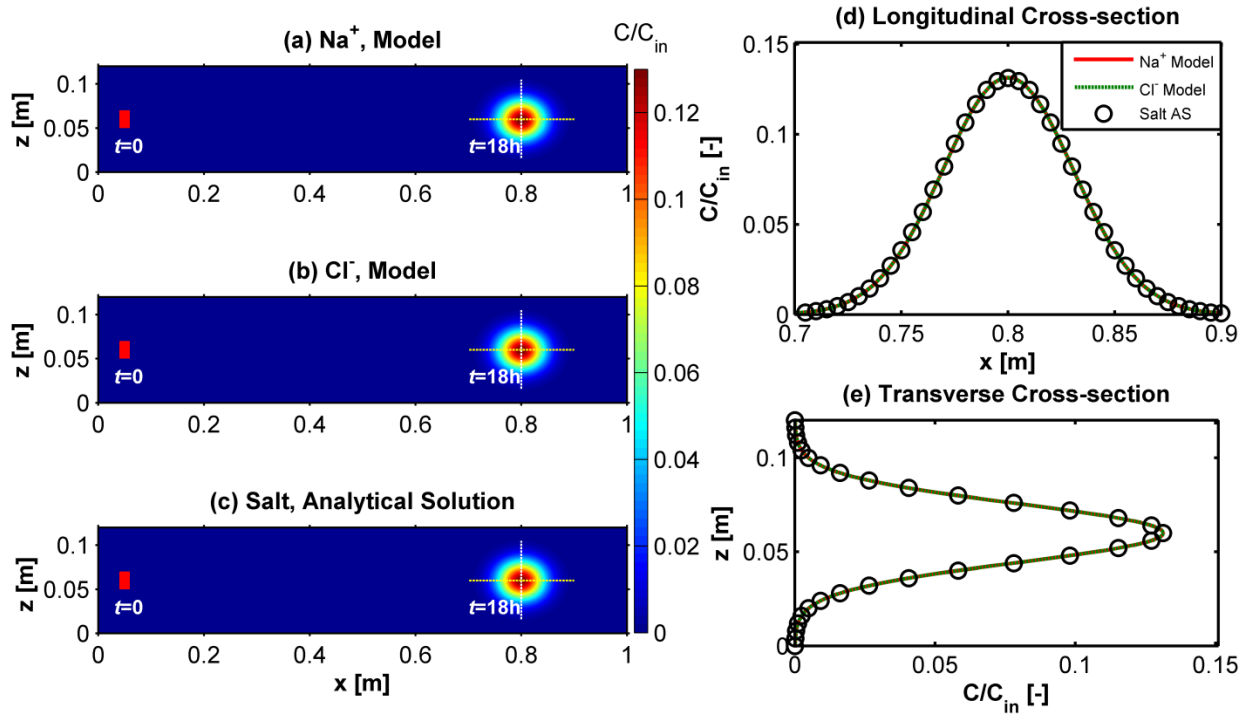 (a) Na+, Model
z [m]
0.1
0.05
0
t=0
t=18h
0 0.2 0.4 0.6 0.8 1
(b) Cl-, Model
z [m]
0.1
0.05
0
t=0
t=18h
0 0.2 0.4 0.6 0.8 1
(c) Salt, Analytical Solution
z [m]
0.1
0.05
0
t=0
t=18h
0 0.2 0.4 0.6 0.8 1
x [m]
C/Cin
0.12
0.1
0.08
0.06
0.04
0.02
0
(d) Longitudinal Cross-section
C/Cin [-]
0.15
0.1
0.05
0
Na+ Model
Cl- Model
Salt AS
0.7 0.75 0.8 0.85 0.9
x [m]
(e) Transverse Cross-section
z [m]
0.1
0.05
0
0 0.05 0.1 0.15
C/Cin [-]